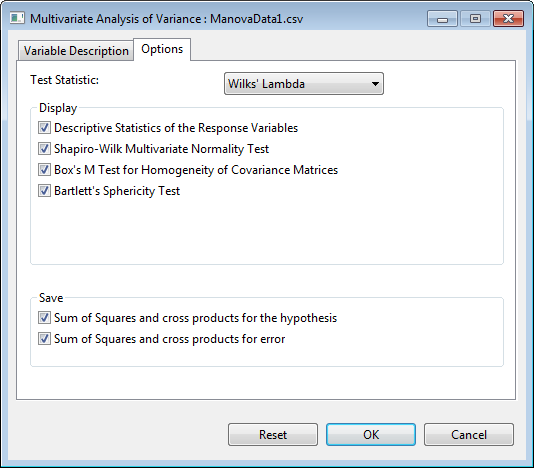 Multivariate Analysis of Variance : ManovaData1.csv
Variable Description Options
Test Statistic: Wilks' Lambda
Display
Descriptive Statistics of the Response Variables
Shapiro-Wilk Multivariate Normality Test
Box's M Test for Homogeneity of Covariance Matrices
Bartlett's Sphericity Test
Save
Sum of Squares and cross products for the hypothesis
Sum of Squares and cross products for error
Reset OK Cancel